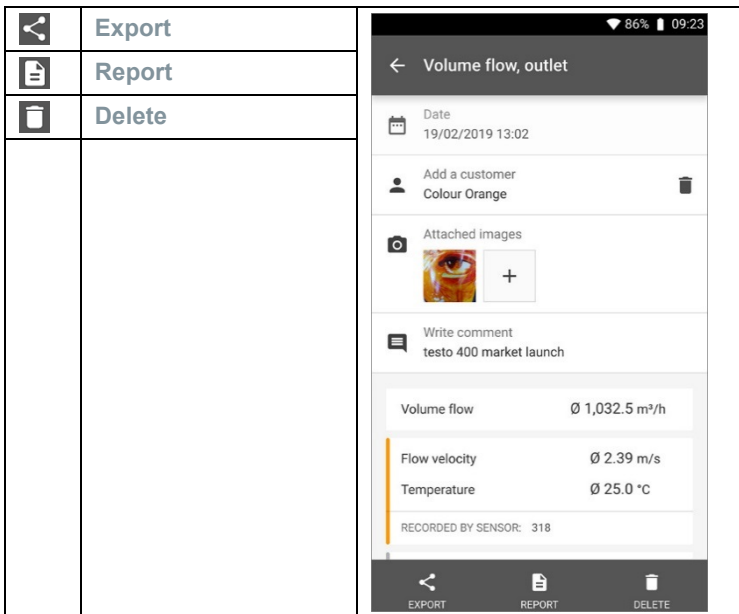 Export
Report
Delete
86% 09:23
Volume flow, outlet
Date
19/02/2019 13:02
Add a customer
Colour Orange
Attached images
+
Write comment
testo 400 market launch
Volume flow Ø 1,032.5 m³/h
Flow velocity Ø 2.39 m/s
Temperature Ø 25.0 °C
RECORDED BY SENSOR: 318
EXPORT REPORT DELETE